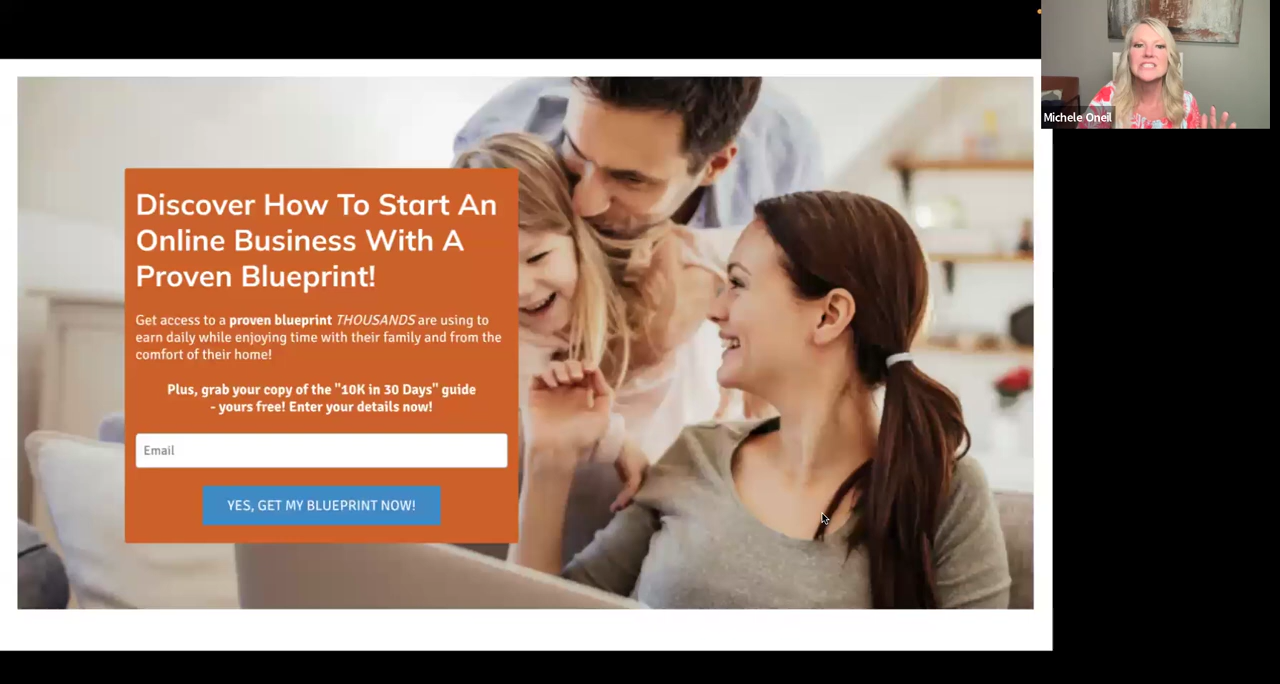 Michele Oneil
Discover How To Start An
Online Business With A
Proven Blueprint!
Get access to a proven blueprint THOUSANDS are using to
earn daily while enjoying time with their family and from the
comfort of their home!
Plus, grab your copy of the "10K in 30 Days" guide
- yours free! Enter your details now!
Email
YES, GET MY BLUEPRINT NOW!